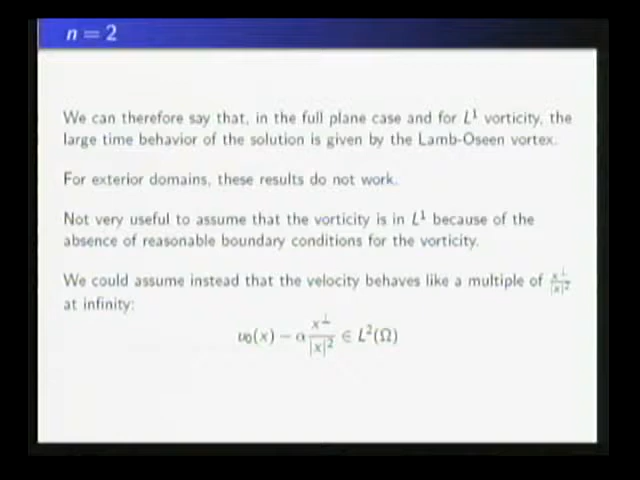 n = 2
We can therefore say that, in the full plane case and for L¹ vorticity, the
large time behavior of the solution is given by the Lamb-Oseen vortex.
For exterior domains, these results do not work.
Not very useful to assume that the vorticity is in L¹ because of the
absence of reasonable boundary conditions for the vorticity.
We could assume instead that the velocity behaves like a multiple of x^⊥/|x|²
at infinity:
u₀(x) − α x^⊥/|x|² ∈ L²(Ω)